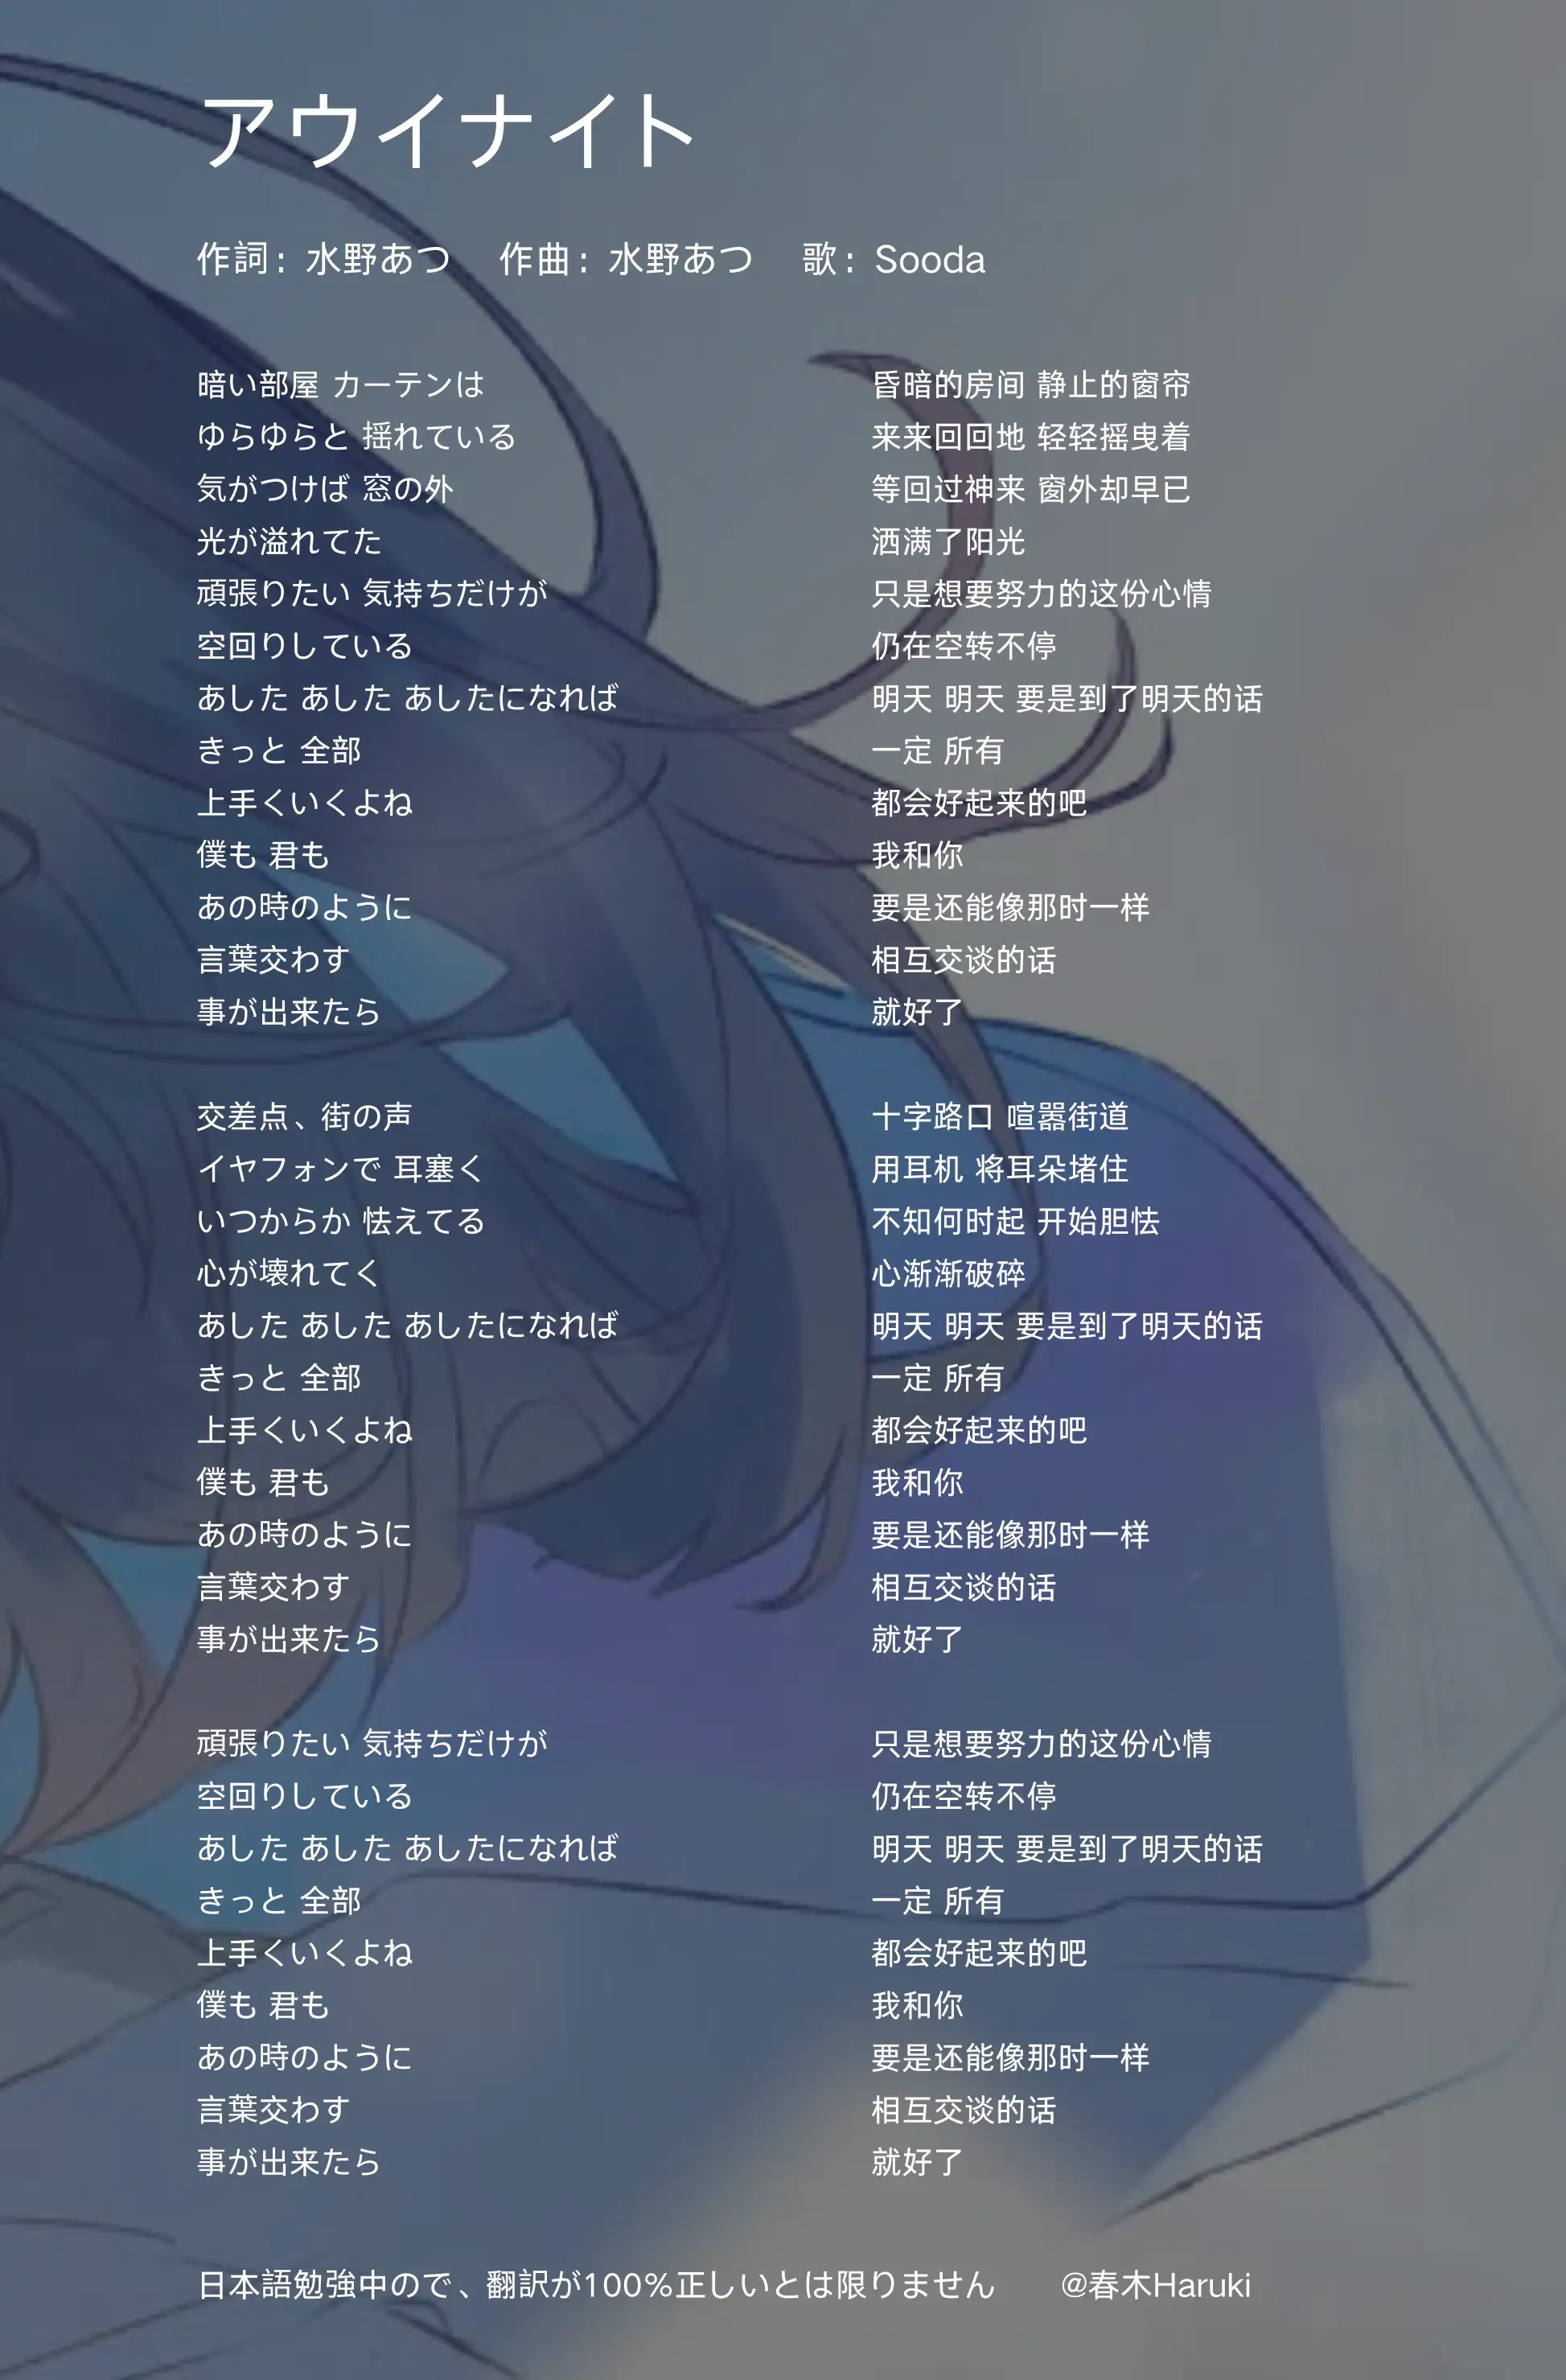 アウイナイト
作詞：水野あつ 作曲：水野あつ 歌：Sooda
暗い部屋 カーテンは
ゆらゆらと 揺れている
気がつけば 窓の外
光が溢れてた
頑張りたい 気持ちだけが
空回りしている
あした あした あしたになれば
きっと 全部
上手くいくよね
僕も 君も
あの時のように
言葉交わす
事が出来たら
交差点、街の声
イヤフォンで 耳塞ぐ
いつからか 怯えてる
心が壊れてく
あした あした あしたになれば
きっと 全部
上手くいくよね
僕も 君も
あの時のように
言葉交わす
事が出来たら
頑張りたい 気持ちだけが
空回りしている
あした あした あしたになれば
きっと 全部
上手くいくよね
僕も 君も
あの時のように
言葉交わす
事が出来たら
昏暗的房间 静止的窗帘
来来回回地 轻轻摇曳着
等回过神来 窗外却早已
洒满了阳光
只是想要努力的这份心情
仍在空转不停
明天 明天 要是到了明天的话
一定 所有
都会好起来的吧
我和你
要是还能像那时一样
相互交谈的话
就好了
十字路口 喧嚣街道
用耳机 将耳朵堵住
不知何时起 开始胆怯
心渐渐破碎
明天 明天 要是到了明天的话
一定 所有
都会好起来的吧
我和你
要是还能像那时一样
相互交谈的话
就好了
只是想要努力的这份心情
仍在空转不停
明天 明天 要是到了明天的话
一定 所有
都会好起来的吧
我和你
要是还能像那时一样
相互交谈的话
就好了
日本語勉強中ので、翻訳が100%正しいとは限りません @春木Haruki